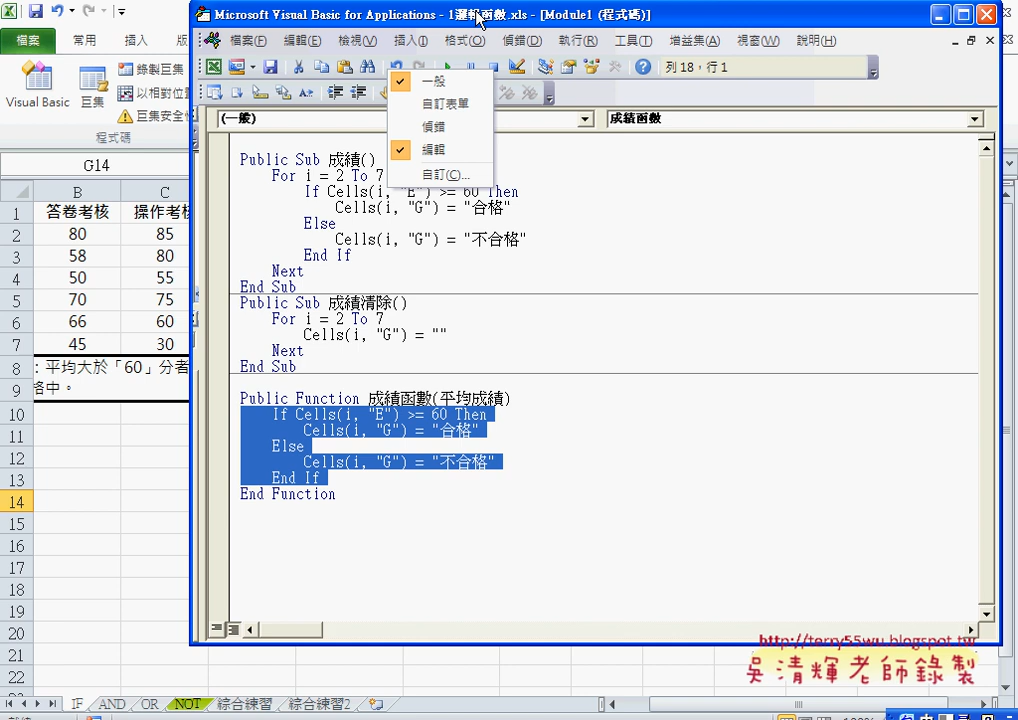 Microsoft Visual Basic for Applications - 1邏輯函數.xls - [Module1 (程式碼)]
檔案 常用 插入
檔案(F) 編輯(E) 檢視(V) 插入(I) 格式(O) 偵錯(D) 執行(R) 工具(T) 增益集(A) 視窗(W) 說明(H)
列 18，行 1
Visual Basic 巨集
錄製巨集
以相對位置
巨集安全
程式碼
一般
自訂表單
偵錯
編輯
自訂(C)...
(一般) 成績函數
G14
B C
1 答卷考核 操作考核
2 80 85
3 58 80
4 50 55
5 70 75
6 66 60
7 45 30
8 : 平均大於「60」分者
9 格中。
10
11
12
13
14
15
16
17
18
19
20
21
22
Public Sub 成績()
For i = 2 To 7
If Cells(i, "E") >= 60 Then
Cells(i, "G") = "合格"
Else
Cells(i, "G") = "不合格"
End If
Next
End Sub
Public Sub 成績清除()
For i = 2 To 7
Cells(i, "G") = ""
Next
End Sub
Public Function 成績函數(平均成績)
If Cells(i, "E") >= 60 Then
Cells(i, "G") = "合格"
Else
Cells(i, "G") = "不合格"
End If
End Function
http://terry55wu.blogspot.tw
吳清輝老師錄製
IF AND OR NOT 綜合練習 綜合練習2